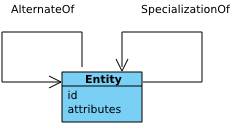 AlternateOf
SpecializationOf
Entity
id
attributes